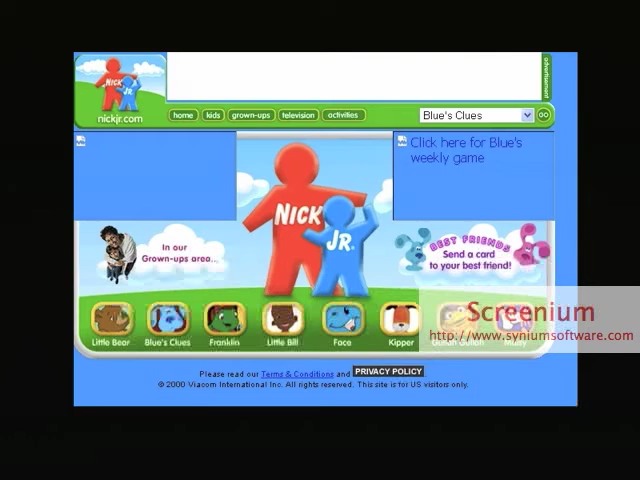 NICK
JR.
nickjr.com
advertisement
home
kids
grown-ups
television
activities
Blue's Clues
GO
Click here for Blue's
weekly game
NICK
JR.
In our
Grown-ups area...
BEST FRIENDS
Send a card
to your best friend!
Little Bear
Blue's Clues
Franklin
Little Bill
Face
Kipper
Screenium
http://www.syniumsoftware.com
Please read our Terms & Conditions and PRIVACY POLICY.
© 2000 Viacom International Inc. All rights reserved. This site is for US visitors only.